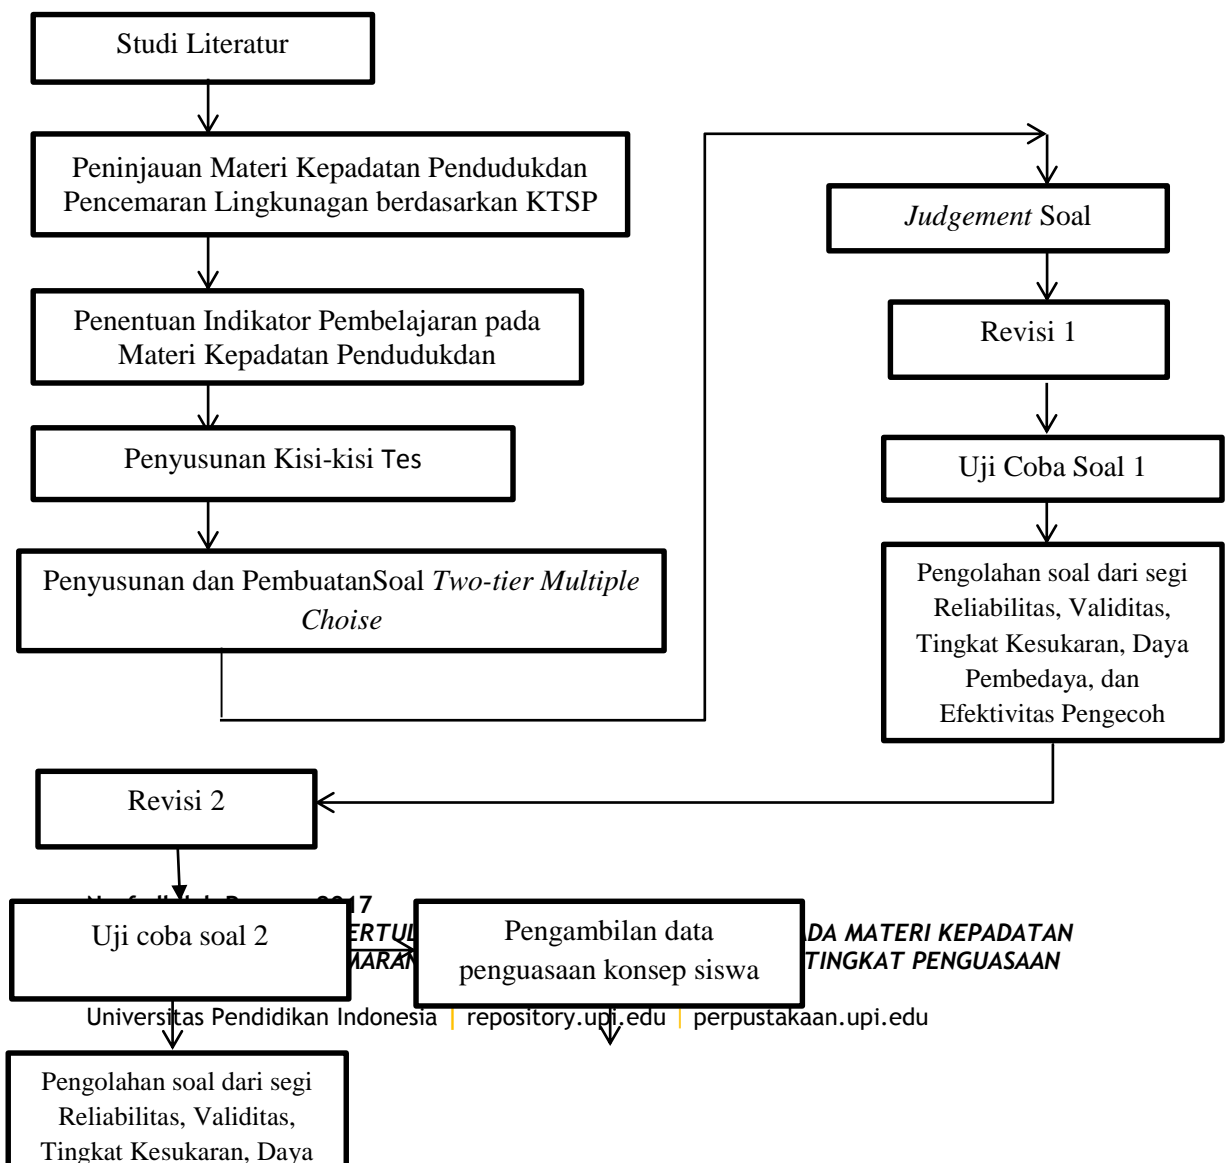 Studi Literatur
Peninjauan Materi Kepadatan Pendudukdan
Pencemaran Lingkunagan berdasarkan KTSP
Penentuan Indikator Pembelajaran pada
Materi Kepadatan Pendudukdan
Penyusunan Kisi-kisi Tes
Penyusunan dan PembuatanSoal Two-tier Multiple
Choise
Judgement Soal
Revisi 1
Uji Coba Soal 1
Pengolahan soal dari segi
Reliabilitas, Validitas,
Tingkat Kesukaran, Daya
Pembedaya, dan
Efektivitas Pengecoh
Revisi 2
Uji coba soal 2
Pengambilan data
penguasaan konsep siswa
MATERI KEPADATAN
TINGKAT PENGUASAAN
Universitas Pendidikan Indonesia | repository.upi.edu | perpustakaan.upi.edu
Pengolahan soal dari segi
Reliabilitas, Validitas,
Tingkat Kesukaran, Daya